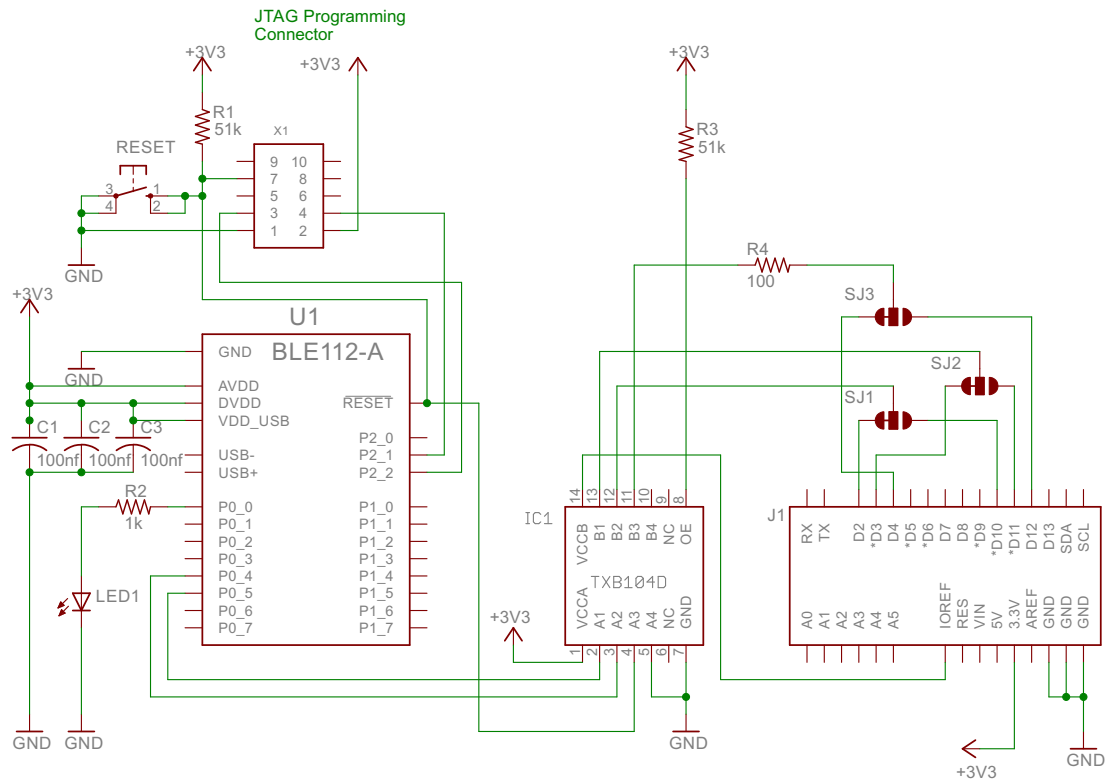 JTAG Programming
Connector
+3V3
+3V3
+3V3
R1
51k
X1
RESET
3
4
1
2
9 10
7 8
5 6
3 4
1 2
GND
R3
51k
R4
100
SJ3
SJ2
SJ1
+3V3
U1
BLE112-A
GND
GND
AVDD
DVDD
VDD_USB
USB-
USB+
P0_0
P0_1
P0_2
P0_3
P0_4
P0_5
P0_6
P0_7
RESET
P2_0
P2_1
P2_2
P1_0
P1_1
P1_2
P1_3
P1_4
P1_5
P1_6
P1_7
C1
100nf
C2
100nf
C3
100nf
R2
1k
LED1
GND
GND
IC1
TXB104D
14 13 12 11 10 9 8
VCCB B1 B2 B3 B4 NC OE
VCCA A1 A2 A3 A4 NC GND
1 2 3 4 5 6 7
+3V3
GND
J1
RX TX D2 *D3 D4 *D5 *D6 D7 D8 *D9 *D10 *D11 D12 D13 SDA SCL
A0 A1 A2 A3 A4 A5 IOREF RES VIN 5V 3.3V AREF GND GND GND
+3V3
GND